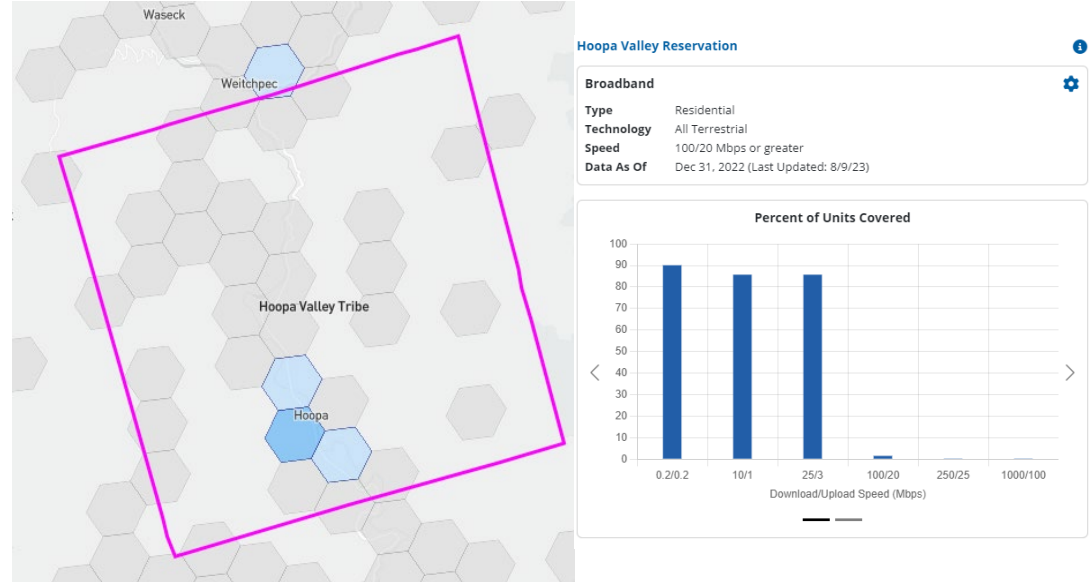 Waseck
Weitchpec
Hoopa Valley Tribe
Hoopa
Hoopa Valley Reservation
i
Broadband
Type Residential
Technology All Terrestrial
Speed 100/20 Mbps or greater
Data As Of Dec 31, 2022 (Last Updated: 8/9/23)
Percent of Units Covered
100
90
80
70
60
50
40
30
20
10
0
0.2/0.2 10/1 25/3 100/20 250/25 1000/100
Download/Upload Speed (Mbps)